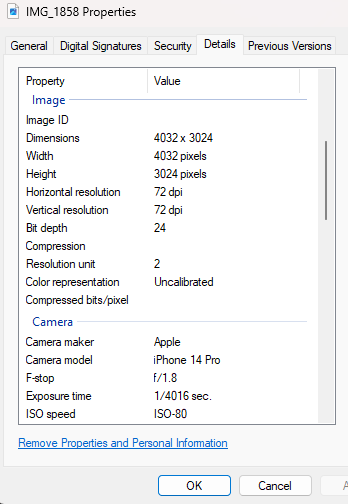 IMG_1858 Properties
General Digital Signatures Security Details Previous Versions
Property Value
Image
Image ID
Dimensions 4032 x 3024
Width 4032 pixels
Height 3024 pixels
Horizontal resolution 72 dpi
Vertical resolution 72 dpi
Bit depth 24
Compression
Resolution unit 2
Color representation Uncalibrated
Compressed bits/pixel
Camera
Camera maker Apple
Camera model iPhone 14 Pro
F-stop f/1.8
Exposure time 1/4016 sec.
ISO speed ISO-80
Remove Properties and Personal Information
OK Cancel